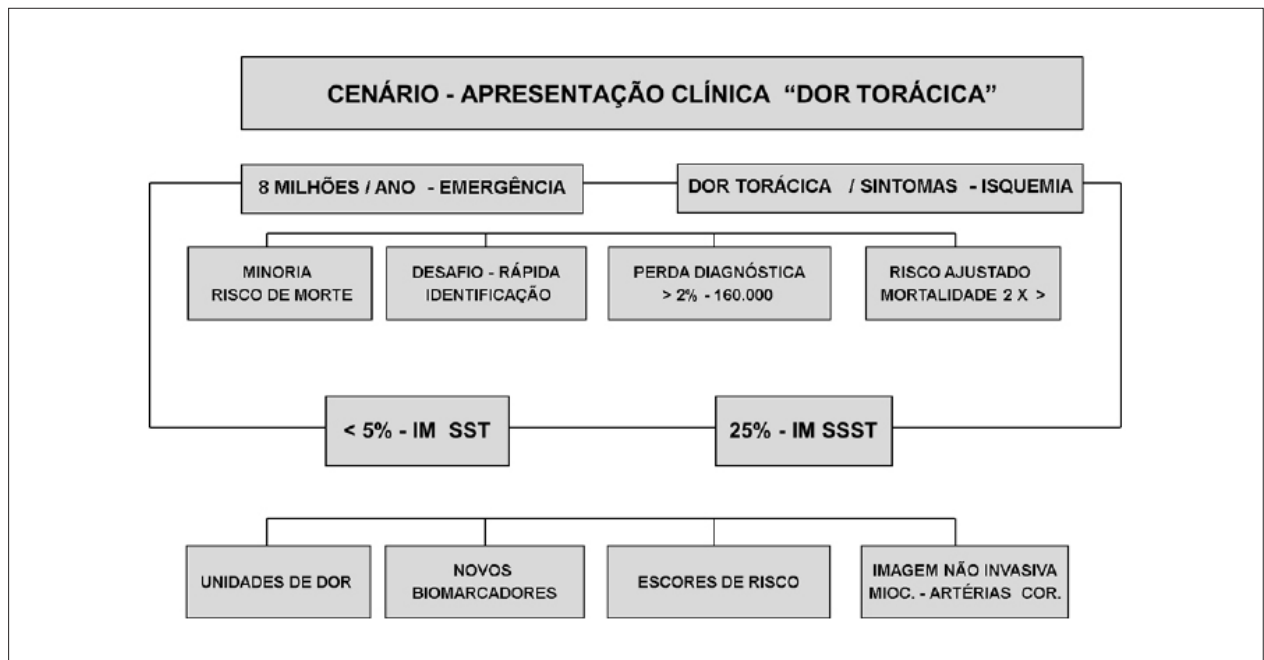 CENÁRIO - APRESENTAÇÃO CLÍNICA “DOR TORÁCICA”
8 MILHÕES / ANO - EMERGÊNCIA
DOR TORÁCICA / SINTOMAS - ISQUEMIA
MINORIA
RISCO DE MORTE
DESAFIO - RÁPIDA
IDENTIFICAÇÃO
PERDA DIAGNÓSTICA
> 2% - 160.000
RISCO AJUSTADO
MORTALIDADE 2 X >
< 5% - IM SST
25% - IM SSST
UNIDADES DE DOR
NOVOS
BIOMARCADORES
ESCORES DE RISCO
IMAGEM NÃO INVASIVA
MIOC. - ARTÉRIAS COR.